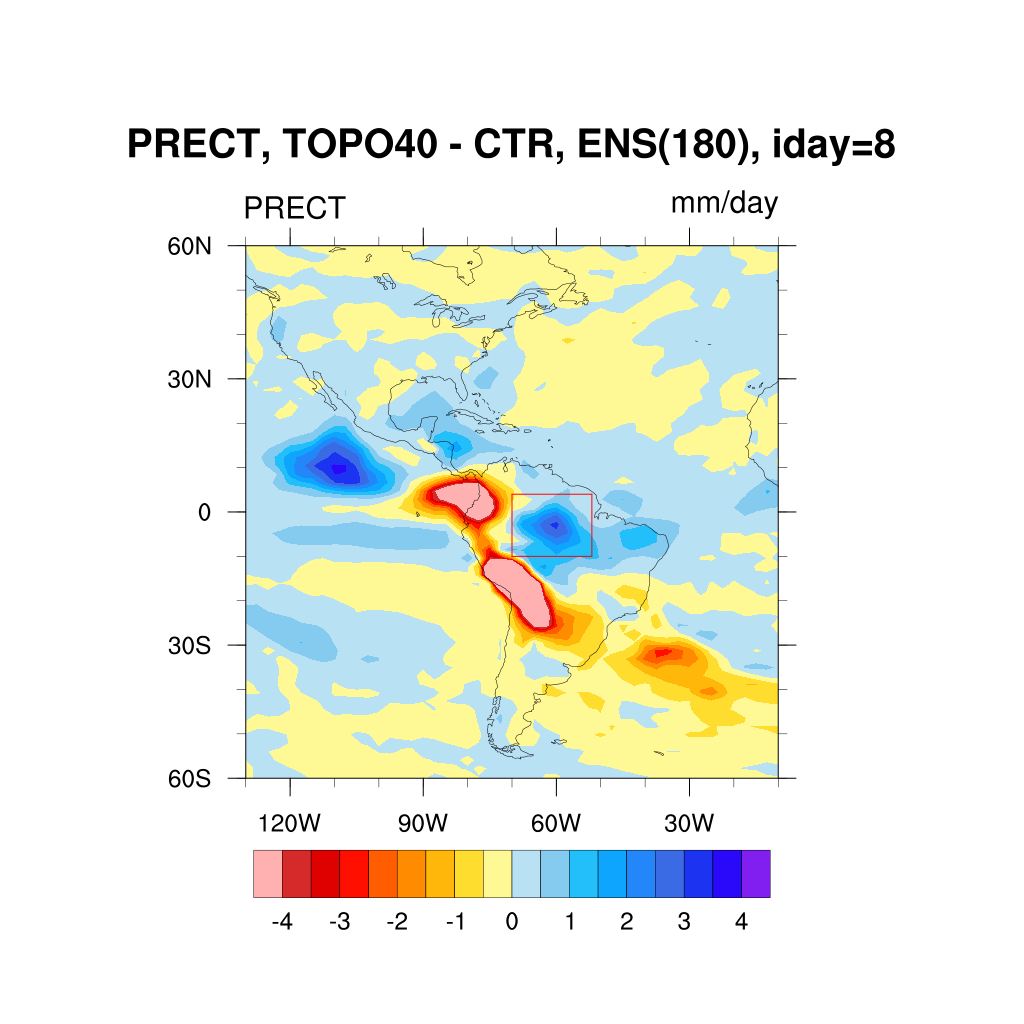 PRECT, TOPO40 - CTR, ENS(180), iday=8
PRECT mm/day
60N
30N
0
30S
60S
120W 90W 60W 30W
-4 -3 -2 -1 0 1 2 3 4